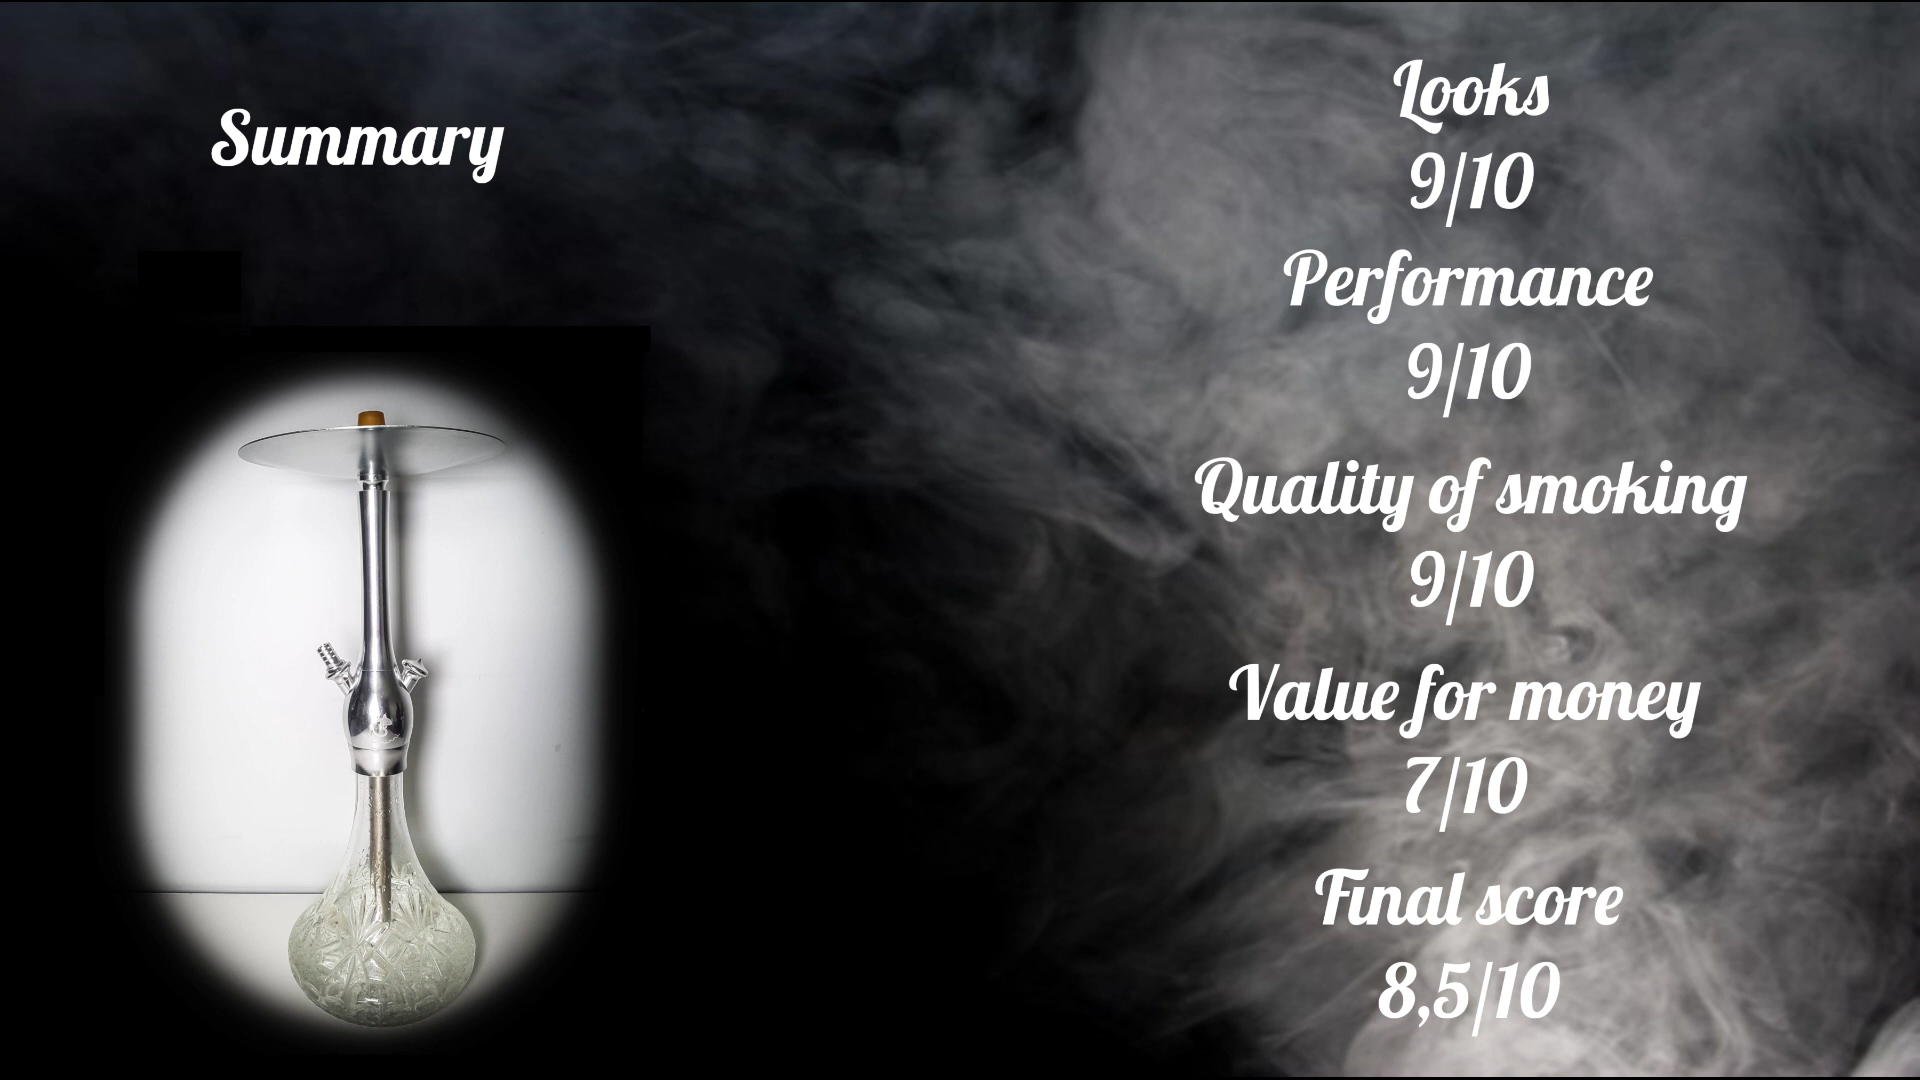 Summary
Looks
9/10
Performance
9/10
Quality of smoking
9/10
Value for money
7/10
Final score
8,5/10